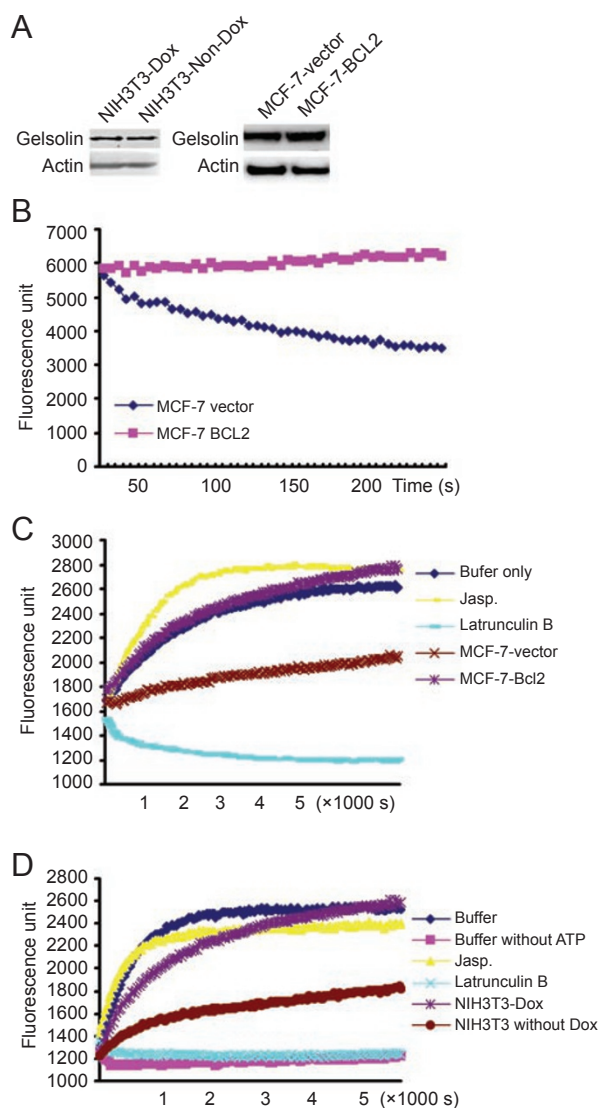 A
NIH3T3-Dox
NIH3T3-Non-Dox
MCF-7-vector
MCF-7-BCL2
Gelsolin
Actin
Gelsolin
Actin
B
Fluorescence unit
7000
6000
5000
4000
3000
2000
1000
0
MCF-7 vector
MCF-7 BCL2
50 100 150 200 Time (s)
C
Fluorescence unit
3000
2800
2600
2400
2200
2000
1800
1600
1400
1200
1000
Bufer only
Jasp.
Latrunculin B
MCF-7-vector
MCF-7-Bcl2
1 2 3 4 5 (×1000 s)
D
Fluorescence unit
2800
2600
2400
2200
2000
1800
1600
1400
1200
1000
Buffer
Buffer without ATP
Jasp.
Latrunculin B
NIH3T3-Dox
NIH3T3 without Dox
1 2 3 4 5 (×1000 s)